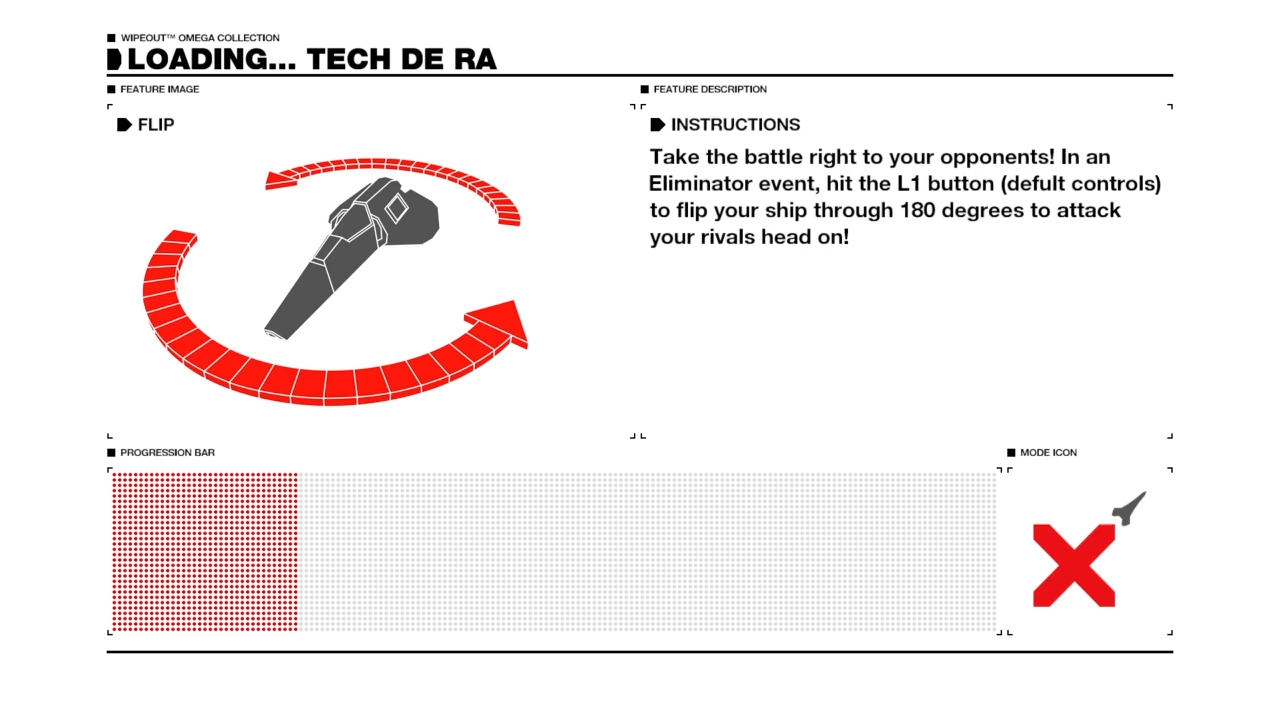 WIPEOUT™ OMEGA COLLECTION
LOADING... TECH DE RA
FEATURE IMAGE
FLIP
FEATURE DESCRIPTION
INSTRUCTIONS
Take the battle right to your opponents! In an
Eliminator event, hit the L1 button (defult controls)
to flip your ship through 180 degrees to attack
your rivals head on!
PROGRESSION BAR
MODE ICON